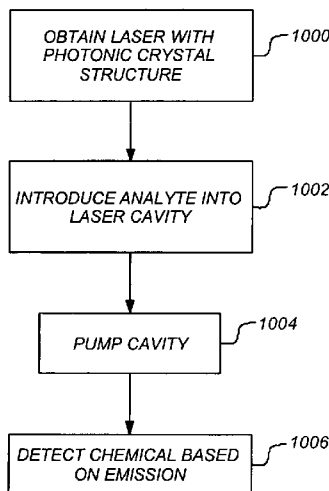 OBTAIN LASER WITH
PHOTONIC CRYSTAL
STRUCTURE
1000
INTRODUCE ANALYTE INTO
LASER CAVITY
1002
PUMP CAVITY
1004
DETECT CHEMICAL BASED
ON EMISSION
1006